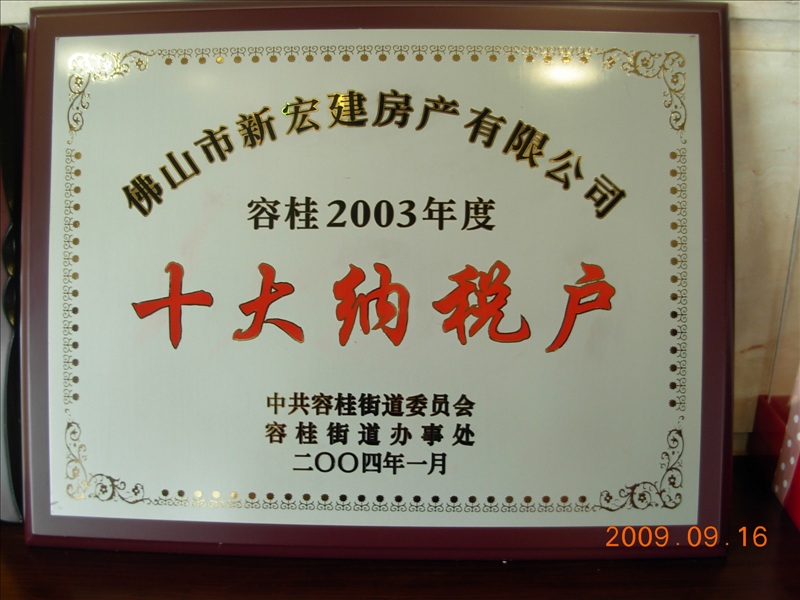 佛山市新宏建房产有限公司
容桂2003年度
十大纳税户
中共容桂街道委员会
容桂街道办事处
二〇〇四年一月
2009.09.16